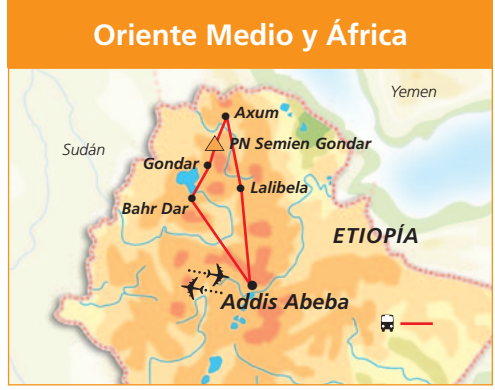 Oriente Medio y África
Yemen
Axum
Sudán
PN Semien Gondar
Gondar
Lalibela
Bahr Dar
ETIOPÍA
Addis Abeba